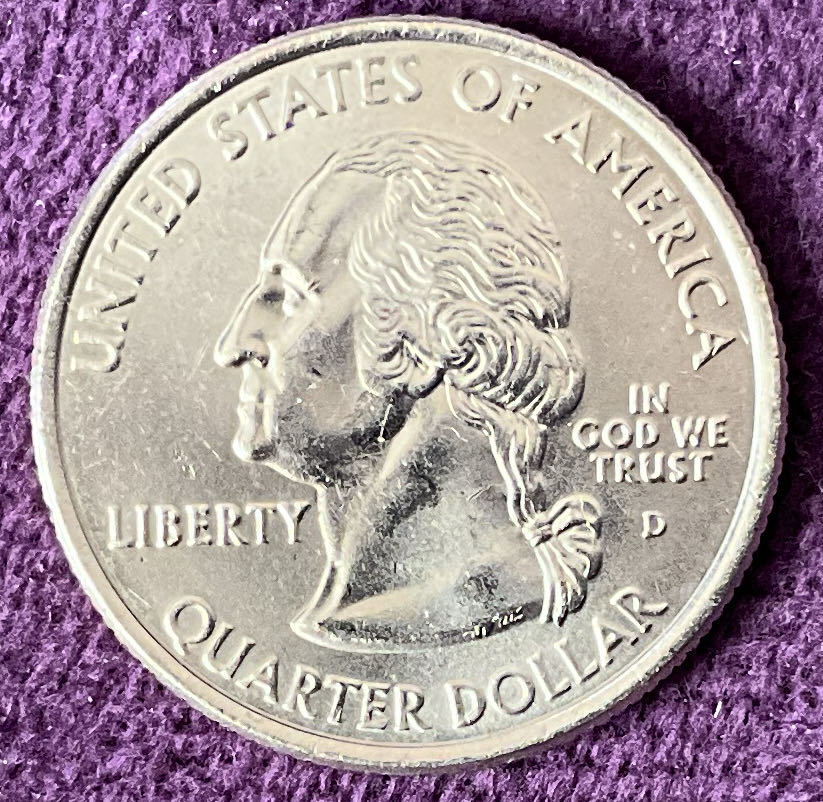 UNITED STATES OF AMERICA
IN
GOD WE
TRUST
LIBERTY
D
QUARTER DOLLAR